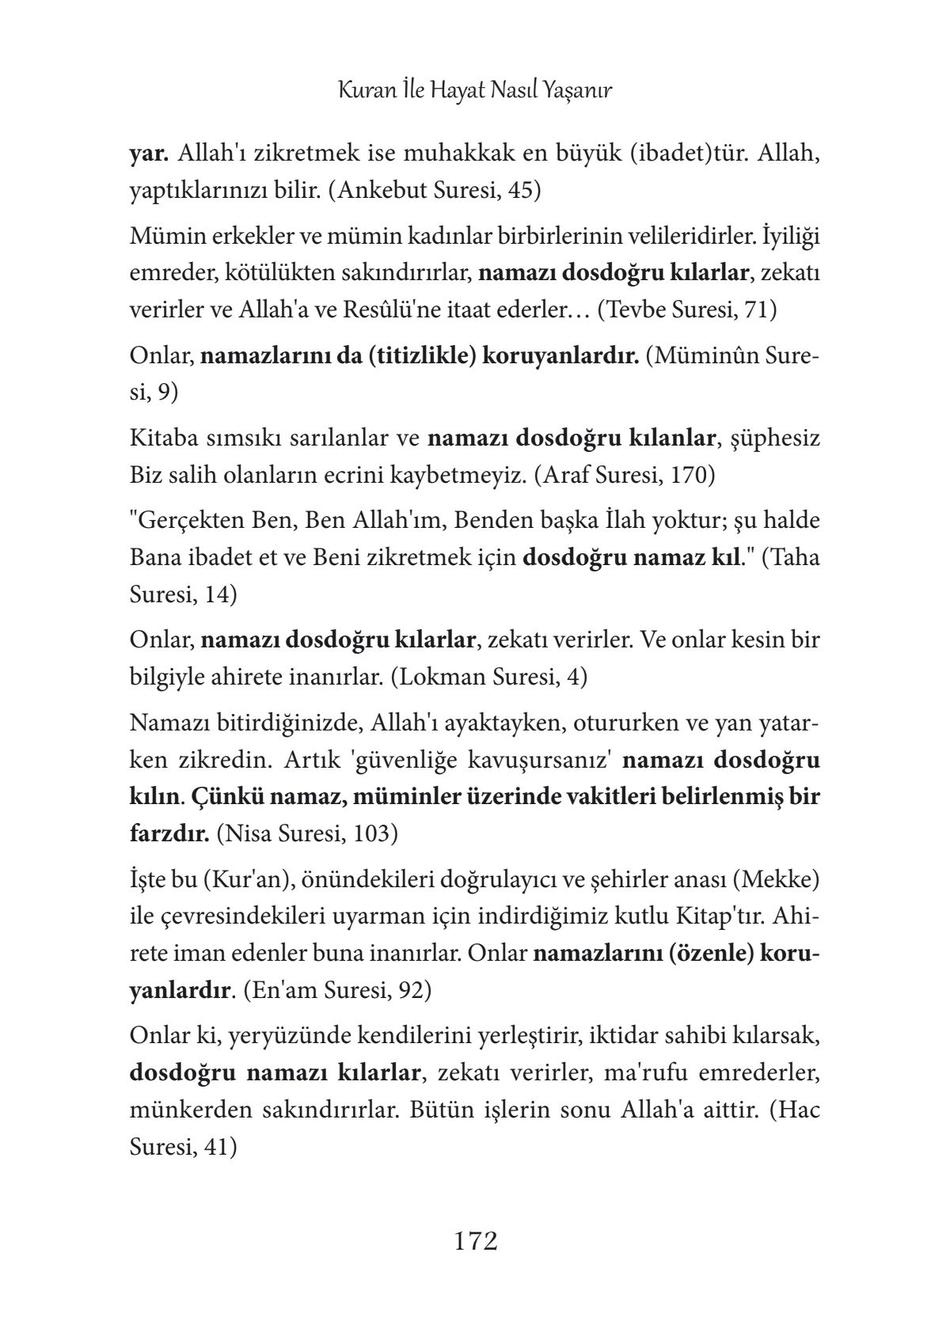 Kuran İle Hayat Nasıl Yaşanır
yar. Allah'ı zikretmek ise muhakkak en büyük (ibadet)tür. Allah,
yaptıklarınızı bilir. (Ankebut Suresi, 45)
Mümin erkekler ve mümin kadınlar birbirlerinin velileridirler. İyiliği
emreder, kötülükten sakındırırlar, namazı dosdoğru kılarlar, zekatı
verirler ve Allah'a ve Resûlü'ne itaat ederler… (Tevbe Suresi, 71)
Onlar, namazlarını da (titizlikle) koruyanlardır. (Müminûn Sure-
si, 9)
Kitaba sımsıkı sarılanlar ve namazı dosdoğru kılanlar, şüphesiz
Biz salih olanların ecrini kaybetmeyiz. (Araf Suresi, 170)
"Gerçekten Ben, Ben Allah'ım, Benden başka İlah yoktur; şu halde
Bana ibadet et ve Beni zikretmek için dosdoğru namaz kıl." (Taha
Suresi, 14)
Onlar, namazı dosdoğru kılarlar, zekatı verirler. Ve onlar kesin bir
bilgiyle ahirete inanırlar. (Lokman Suresi, 4)
Namazı bitirdiğinizde, Allah'ı ayaktayken, otururken ve yan yatar-
ken zikredin. Artık 'güvenliğe kavuşursanız' namazı dosdoğru
kılın. Çünkü namaz, müminler üzerinde vakitleri belirlenmiş bir
farzdır. (Nisa Suresi, 103)
İşte bu (Kur'an), önündekileri doğrulayıcı ve şehirler anası (Mekke)
ile çevresindekileri uyarman için indirdiğimiz kutlu Kitap'tır. Ahi-
rete iman edenler buna inanırlar. Onlar namazlarını (özenle) koru-
yanlardır. (En'am Suresi, 92)
Onlar ki, yeryüzünde kendilerini yerleştirir, iktidar sahibi kılarsak,
dosdoğru namazı kılarlar, zekatı verirler, ma'rufu emrederler,
münkerden sakındırırlar. Bütün işlerin sonu Allah'a aittir. (Hac
Suresi, 41)
172